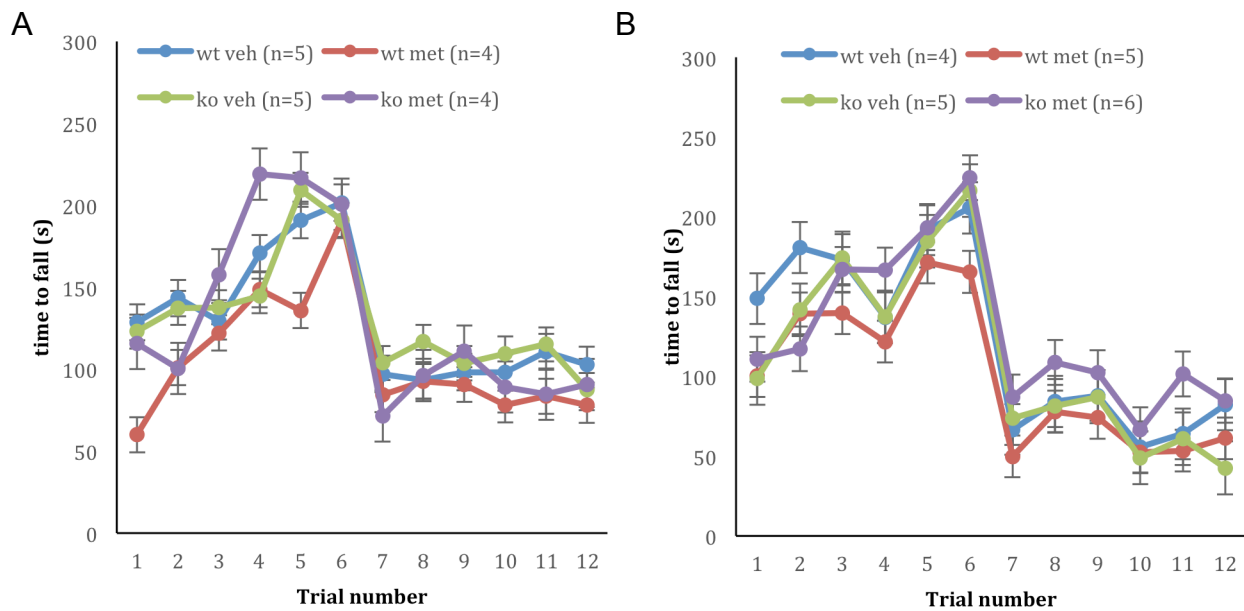 A
300
250
200
150
100
50
0
time to fall (s)
wt veh (n=5) wt met (n=4)
ko veh (n=5) ko met (n=4)
1 2 3 4 5 6 7 8 9 10 11 12
Trial number
B
300
250
200
150
100
50
0
time to fall (s)
wt veh (n=4) wt met (n=5)
ko veh (n=5) ko met (n=6)
1 2 3 4 5 6 7 8 9 10 11 12
Trial number